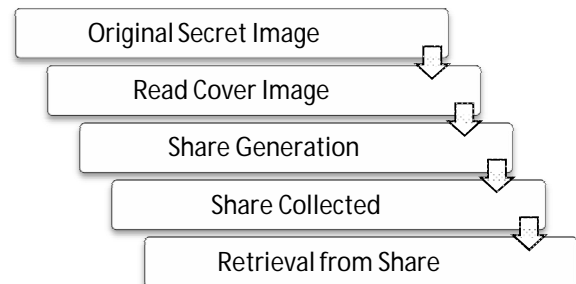 Original Secret Image
Read Cover Image
Share Generation
Share Collected
Retrieval from Share